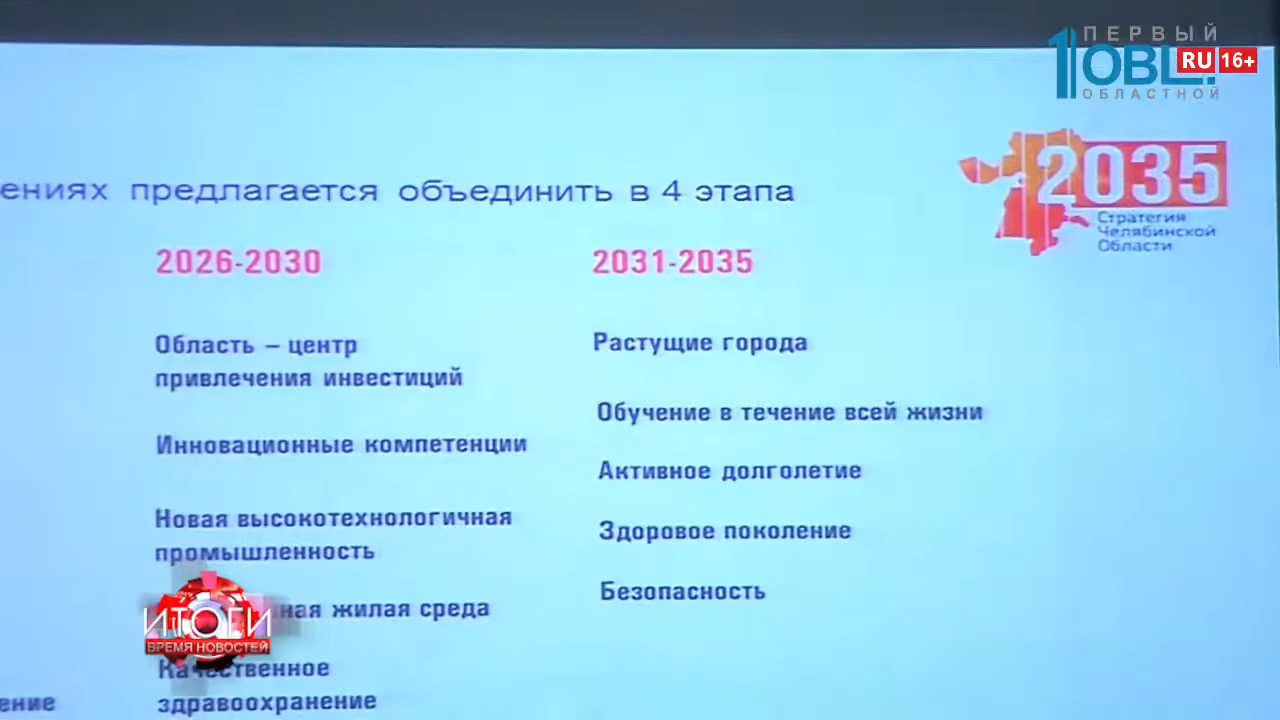 ПЕРВЫЙ
1OBL.
RU 16+
ОБЛАСТНОЙ
2035
Стратегия
Челябинской
Области
ениях предлагается объединить в 4 этапа
2026-2030
2031-2035
Область – центр
привлечения инвестиций
Растущие города
Инновационные компетенции
Обучение в течение всей жизни
Новая высокотехнологичная
промышленность
Активное долголетие
Здоровое поколение
ная жилая среда
Безопасность
ИТОГИ
ВРЕМЯ НОВОСТЕЙ
Качественное
здравоохранение
ение